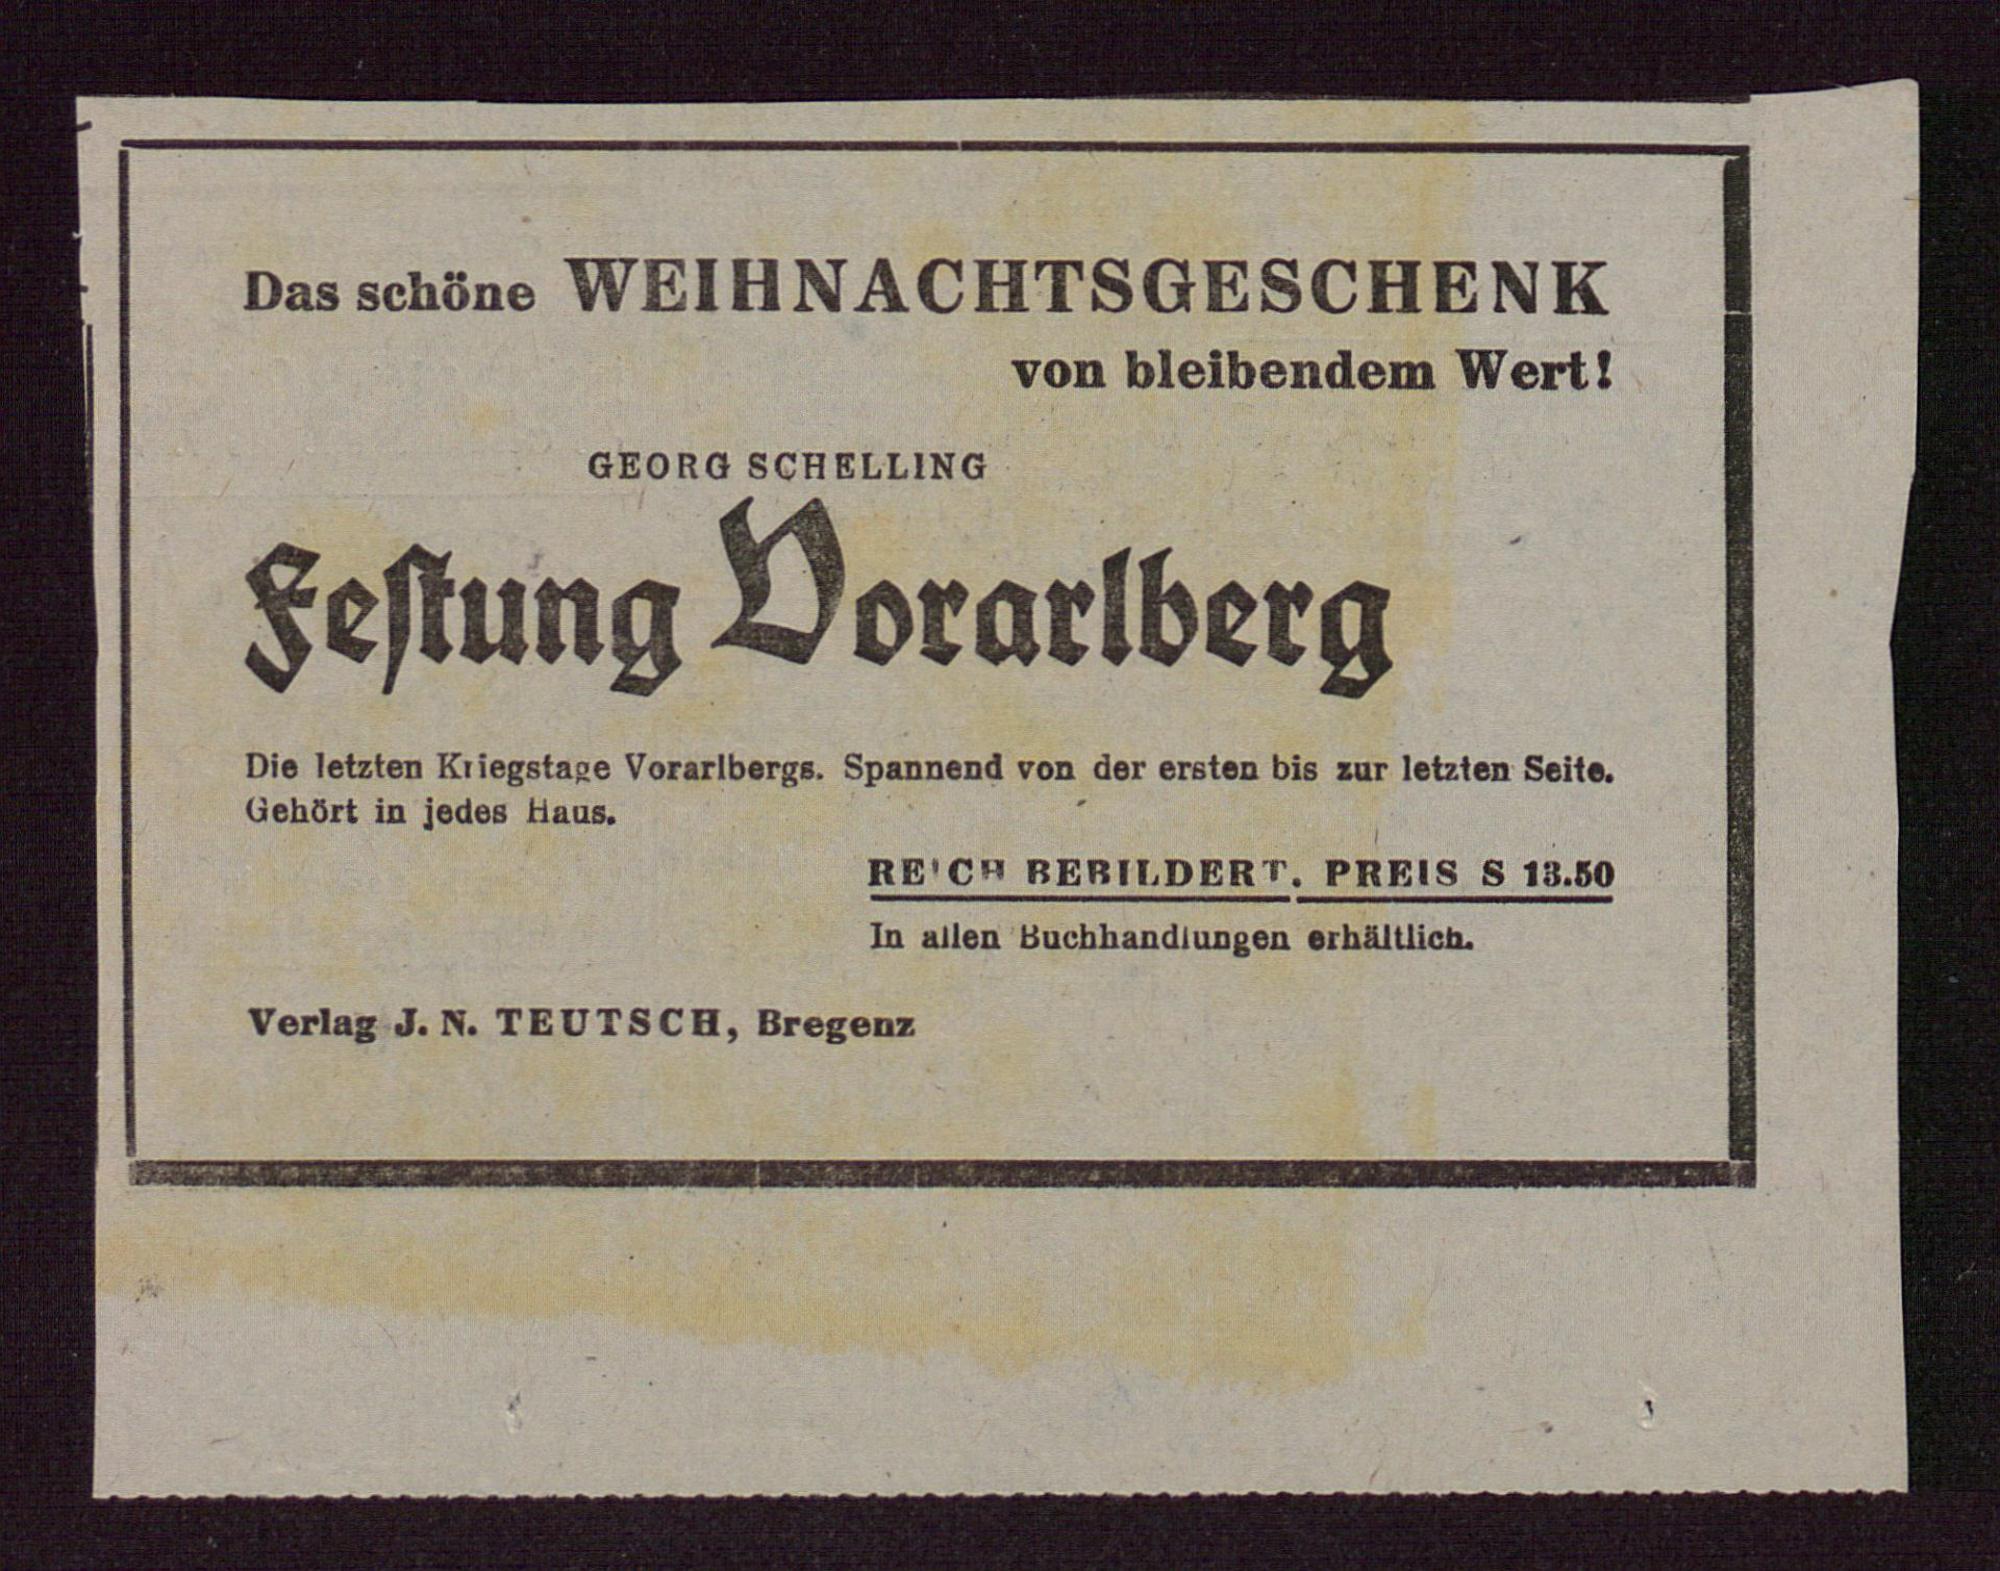 Das schöne WEIHNACHTSGESCHENK
von bleibendem Wert!
GEORG SCHELLING
Feſtung Vorarlberg
Die letzten Kriegstage Vorarlbergs. Spannend von der ersten bis zur letzten Seite.
Gehört in jedes Haus.
REICH BEBILDERT. PREIS S 13.50
In allen Buchhandlungen erhältlich.
Verlag J. N. TEUTSCH, Bregenz